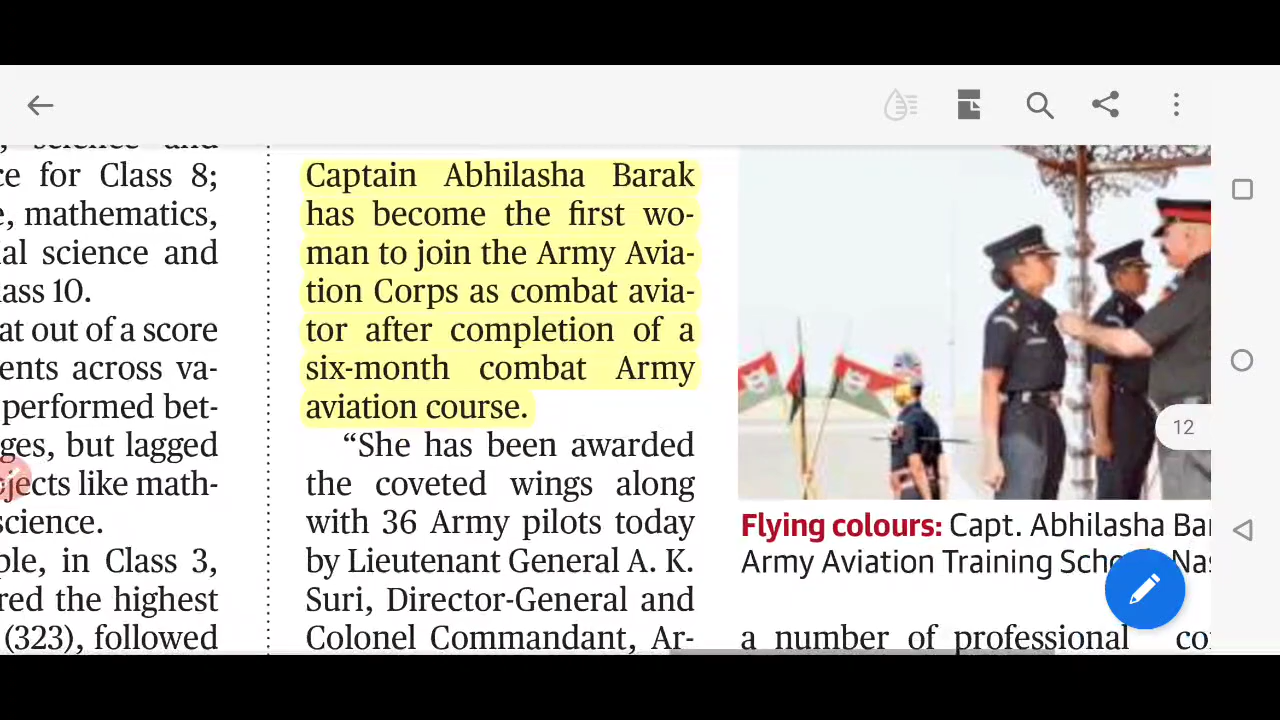 science and
ce for Class 8;
e, mathematics,
al science and
lass 10.
at out of a score
ents across va-
performed bet-
ges, but lagged
jects like math-
science.
ple, in Class 3,
red the highest
(323), followed
Captain Abhilasha Barak
has become the first wo-
man to join the Army Avia-
tion Corps as combat avia-
tor after completion of a
six-month combat Army
aviation course.
“She has been awarded
the coveted wings along
with 36 Army pilots today
by Lieutenant General A. K.
Suri, Director-General and
Colonel Commandant, Ar-
12
Flying colours: Capt. Abhilasha Bar
Army Aviation Training Scho Nas
a number of professional co